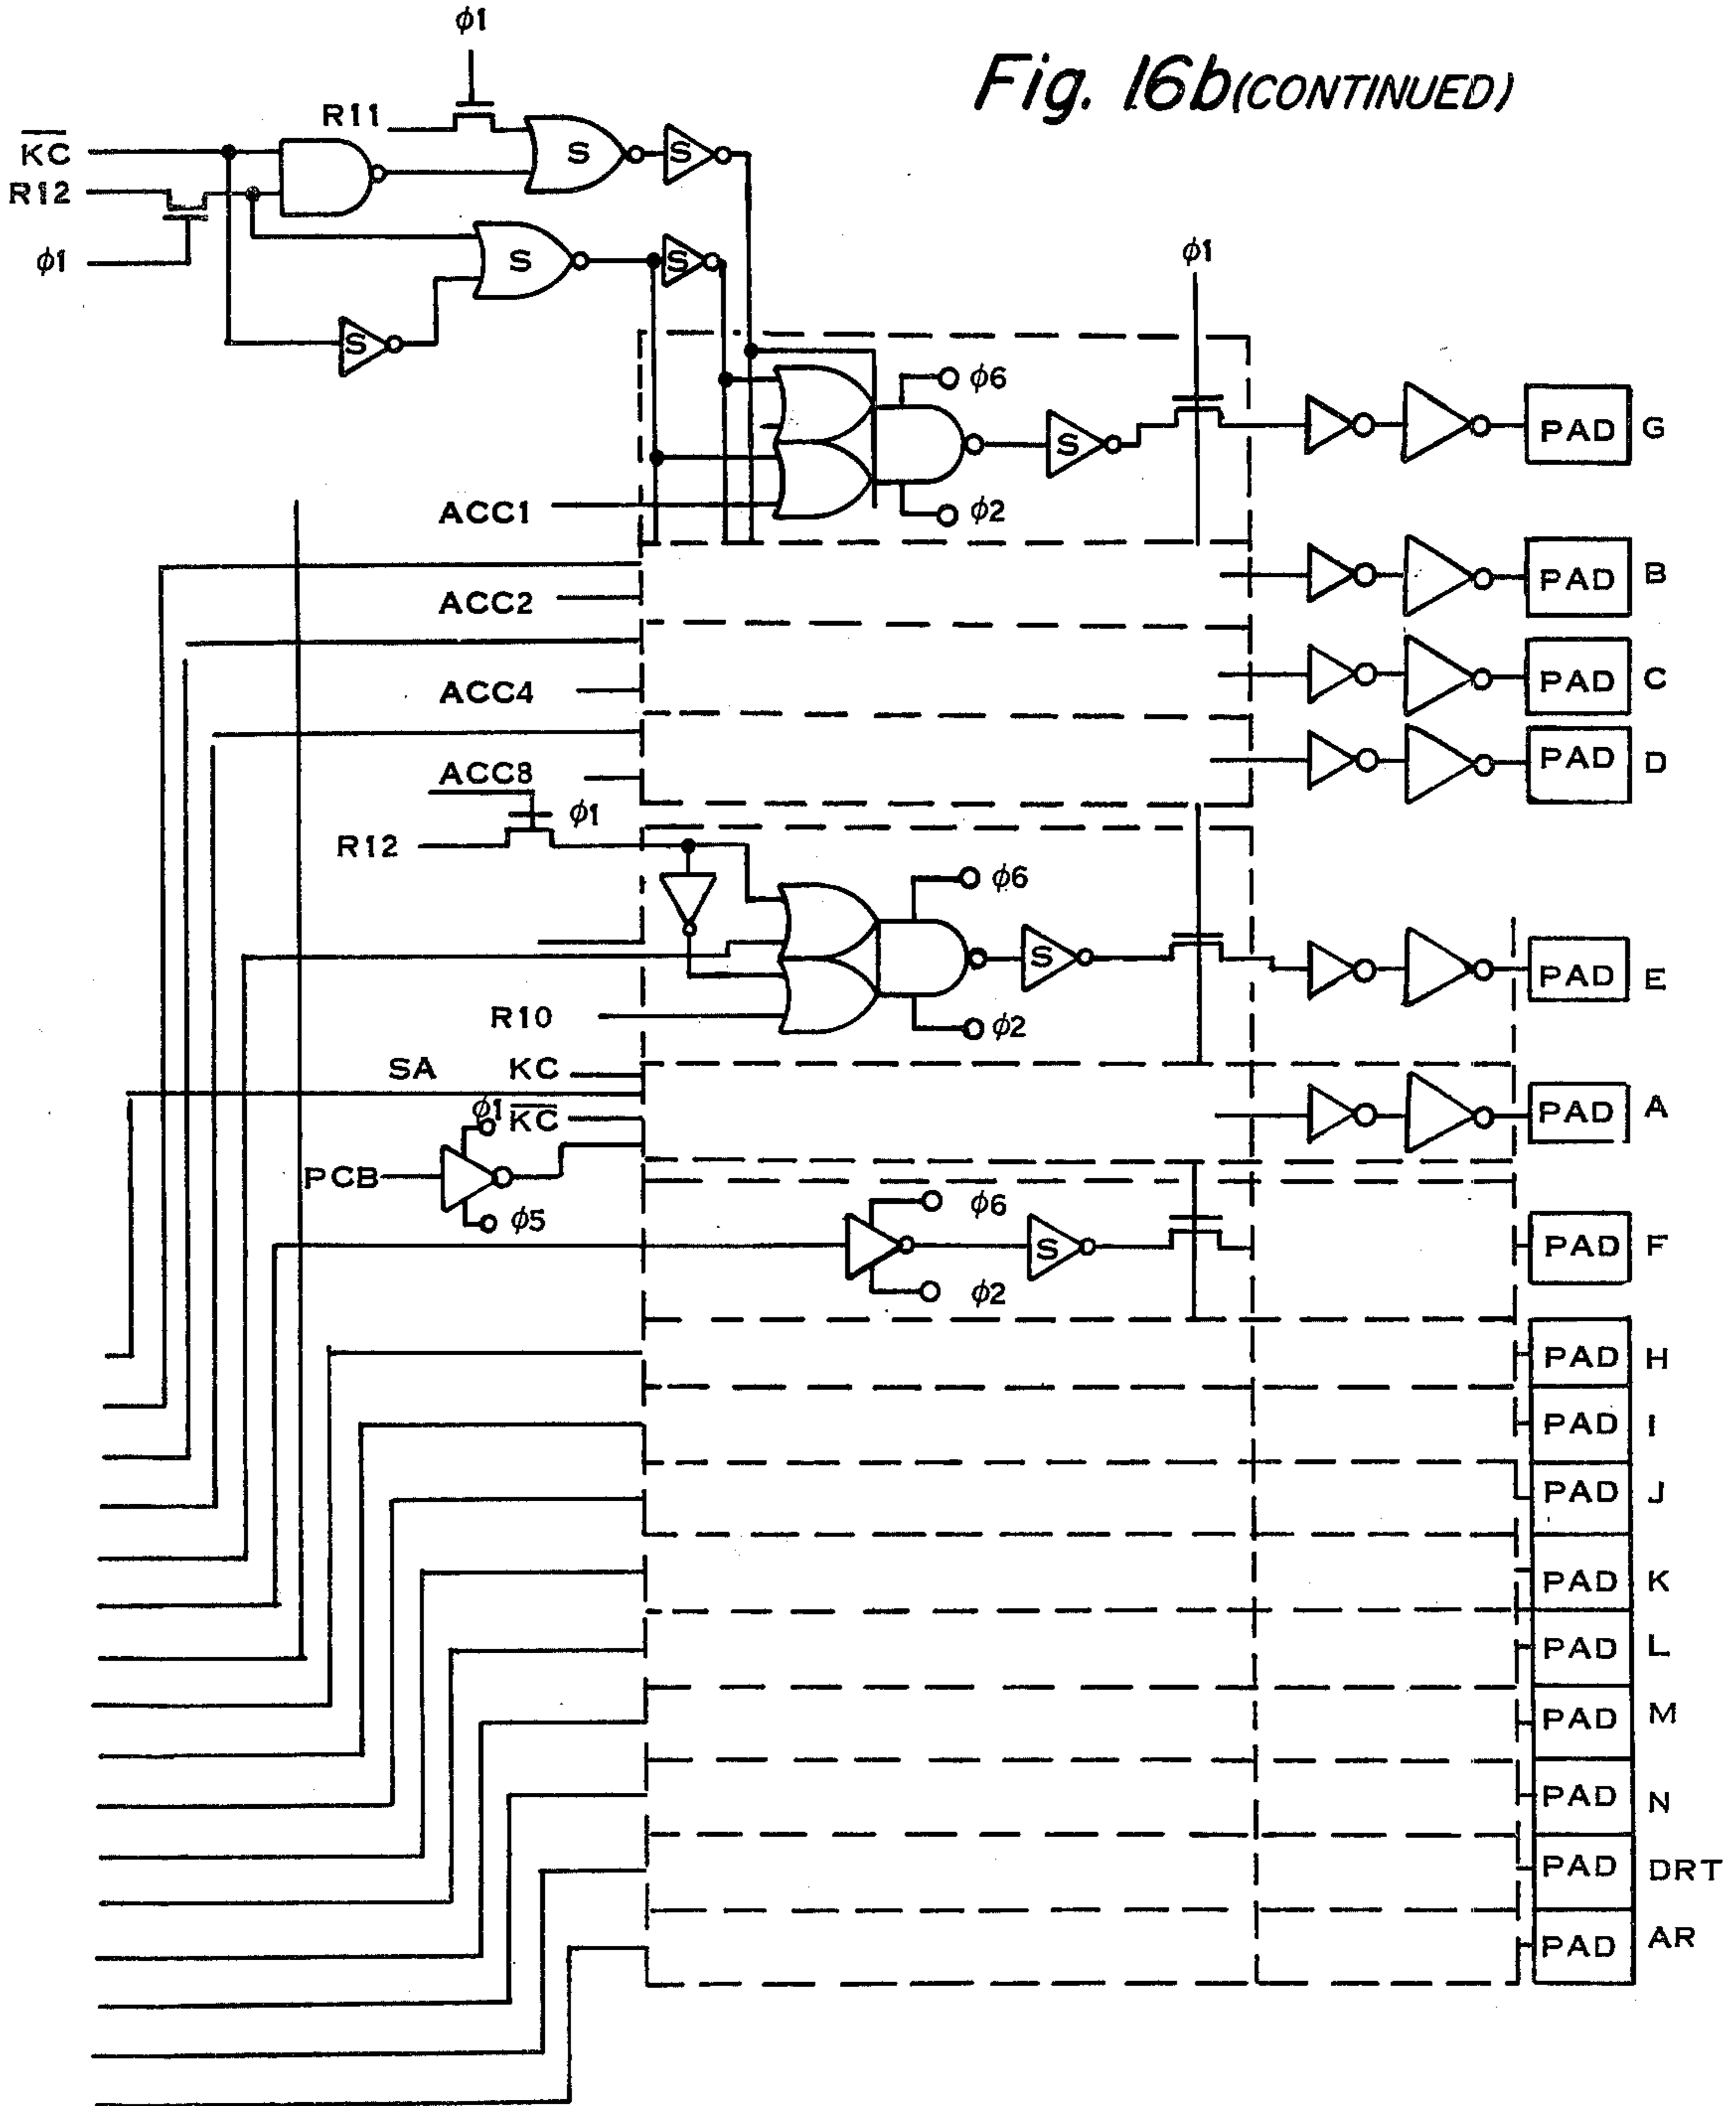 Fig. 16b (CONTINUED)
φ1
R11
K̅C̅
R12
φ1
S
S
S
S
S
φ1
φ6
S
φ2
ACC1
PAD G
ACC2
PAD B
ACC4
PAD C
ACC8
PAD D
φ1
R12
φ6
S
φ2
R10
PAD E
SA KC
φ1 K̅C̅
PAD A
PCB
φ5
φ6
S
φ2
PAD F
PAD H
PAD I
PAD J
PAD K
PAD L
PAD M
PAD N
PAD DRT
PAD AR